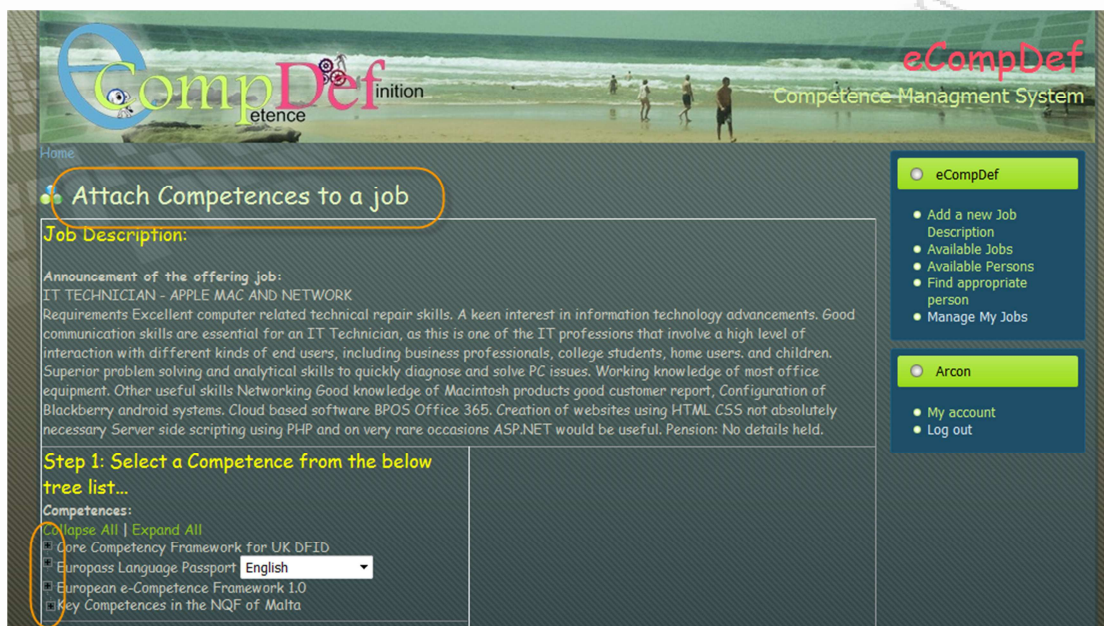 eCompDefinition
etence
eCompDef
Competence Managment System
Home
Attach Competences to a job
Job Description:
Announcement of the offering job:
IT TECHNICIAN - APPLE MAC AND NETWORK
Requirements Excellent computer related technical repair skills. A keen interest in information technology advancements. Good
communication skills are essential for an IT Technician, as this is one of the IT professions that involve a high level of
interaction with different kinds of end users, including business professionals, college students, home users. and children.
Superior problem solving and analytical skills to quickly diagnose and solve PC issues. Working knowledge of most office
equipment. Other useful skills Networking Good knowledge of Macintosh products good customer report, Configuration of
Blackberry android systems. Cloud based software BPOS Office 365. Creation of websites using HTML CSS not absolutely
necessary Server side scripting using PHP and on very rare occasions ASP.NET would be useful. Pension: No details held.
Step 1: Select a Competence from the below
tree list...
Competences:
Collapse All | Expand All
Core Competency Framework for UK DFID
Europass Language Passport English
European e-Competence Framework 1.0
Key Competences in the NQF of Malta
eCompDef
Add a new Job
Description
Available Jobs
Available Persons
Find appropriate
person
Manage My Jobs
Arcon
My account
Log out